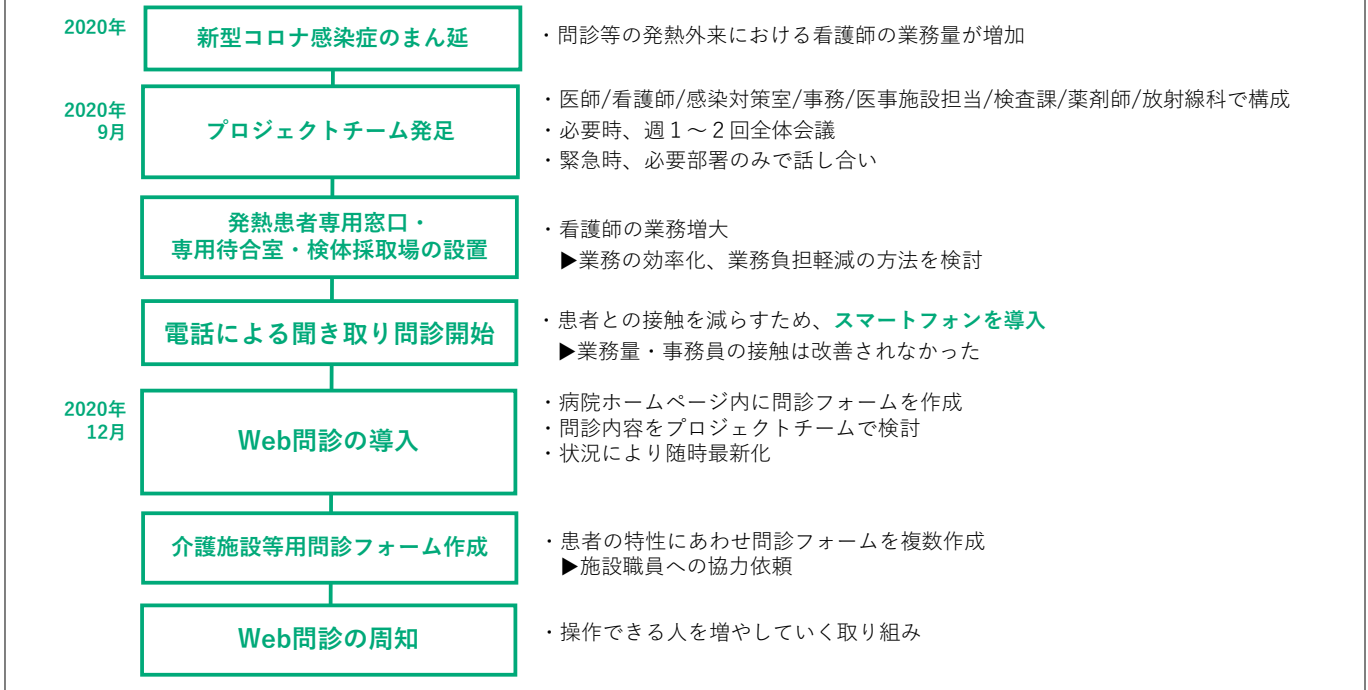 2020年
新型コロナ感染症のまん延
・問診等の発熱外来における看護師の業務量が増加
2020年
9月
プロジェクトチーム発足
・医師/看護師/感染対策室/事務/医事施設担当/検査課/薬剤師/放射線科で構成
・必要時、週１～２回全体会議
・緊急時、必要部署のみで話し合い
発熱患者専用窓口・
専用待合室・検体採取場の設置
・看護師の業務増大
▶業務の効率化、業務負担軽減の方法を検討
電話による聞き取り問診開始
・患者との接触を減らすため、スマートフォンを導入
▶業務量・事務員の接触は改善されなかった
2020年
12月
Web問診の導入
・病院ホームページ内に問診フォームを作成
・問診内容をプロジェクトチームで検討
・状況により随時最新化
介護施設等用問診フォーム作成
・患者の特性にあわせ問診フォームを複数作成
▶施設職員への協力依頼
Web問診の周知
・操作できる人を増やしていく取り組み